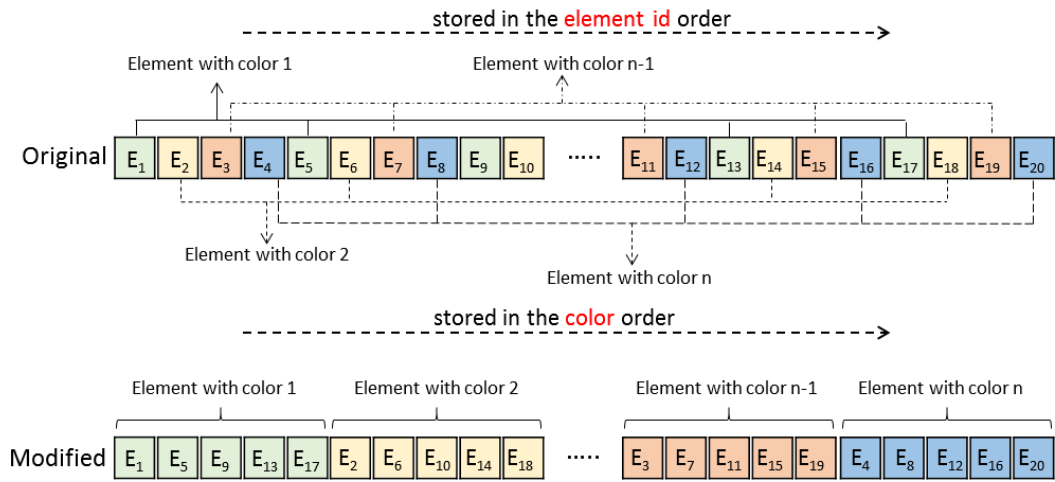 stored in the element id order
Element with color 1
Element with color n-1
Original E1 E2 E3 E4 E5 E6 E7 E8 E9 E10 ..... E11 E12 E13 E14 E15 E16 E17 E18 E19 E20
Element with color 2
Element with color n
stored in the color order
Element with color 1 Element with color 2 Element with color n-1 Element with color n
Modified E1 E5 E9 E13 E17 E2 E6 E10 E14 E18 ..... E3 E7 E11 E15 E19 E4 E8 E12 E16 E20